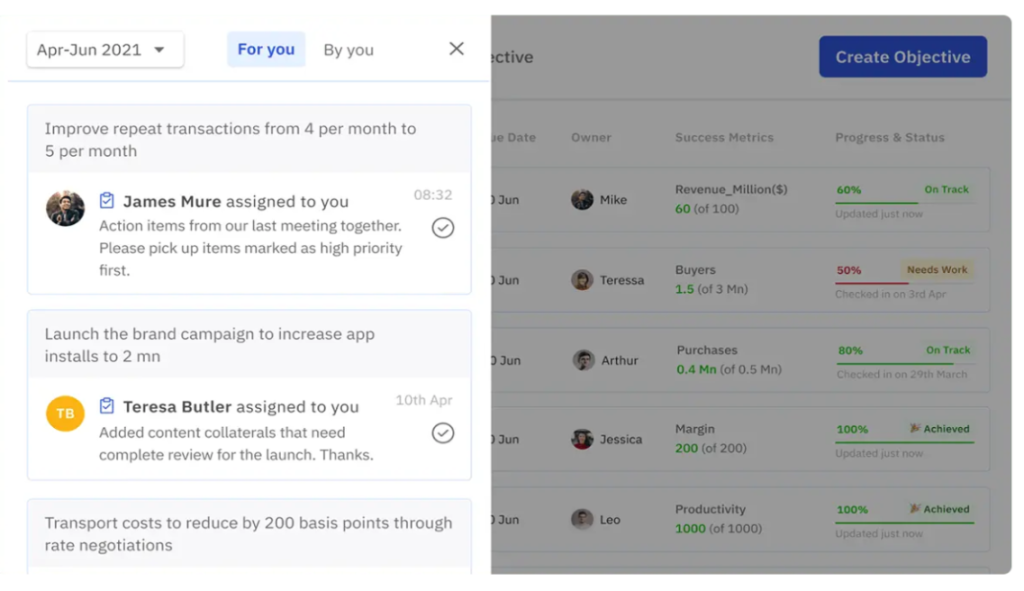 Apr-Jun 2021
For you
By you
Improve repeat transactions from 4 per month to
5 per month
James Mure assigned to you
08:32
Action items from our last meeting together.
Please pick up items marked as high priority
first.
Launch the brand campaign to increase app
installs to 2 mn
TB
Teresa Butler assigned to you
10th Apr
Added content collaterals that need
complete review for the launch. Thanks.
Transport costs to reduce by 200 basis points through
rate negotiations
ective
Create Objective
ue Date
Owner
Success Metrics
Progress & Status
0 Jun
Mike
Revenue_Million($)
60 (of 100)
60%
On Track
Updated just now
0 Jun
Teressa
Buyers
1.5 (of 3 Mn)
50%
Needs Work
Checked in on 3rd Apr
0 Jun
Arthur
Purchases
0.4 Mn (of 0.5 Mn)
80%
On Track
Checked in on 29th March
0 Jun
Jessica
Margin
200 (of 200)
100%
Achieved
Updated just now
0 Jun
Leo
Productivity
1000 (of 1000)
100%
Achieved
Updated just now